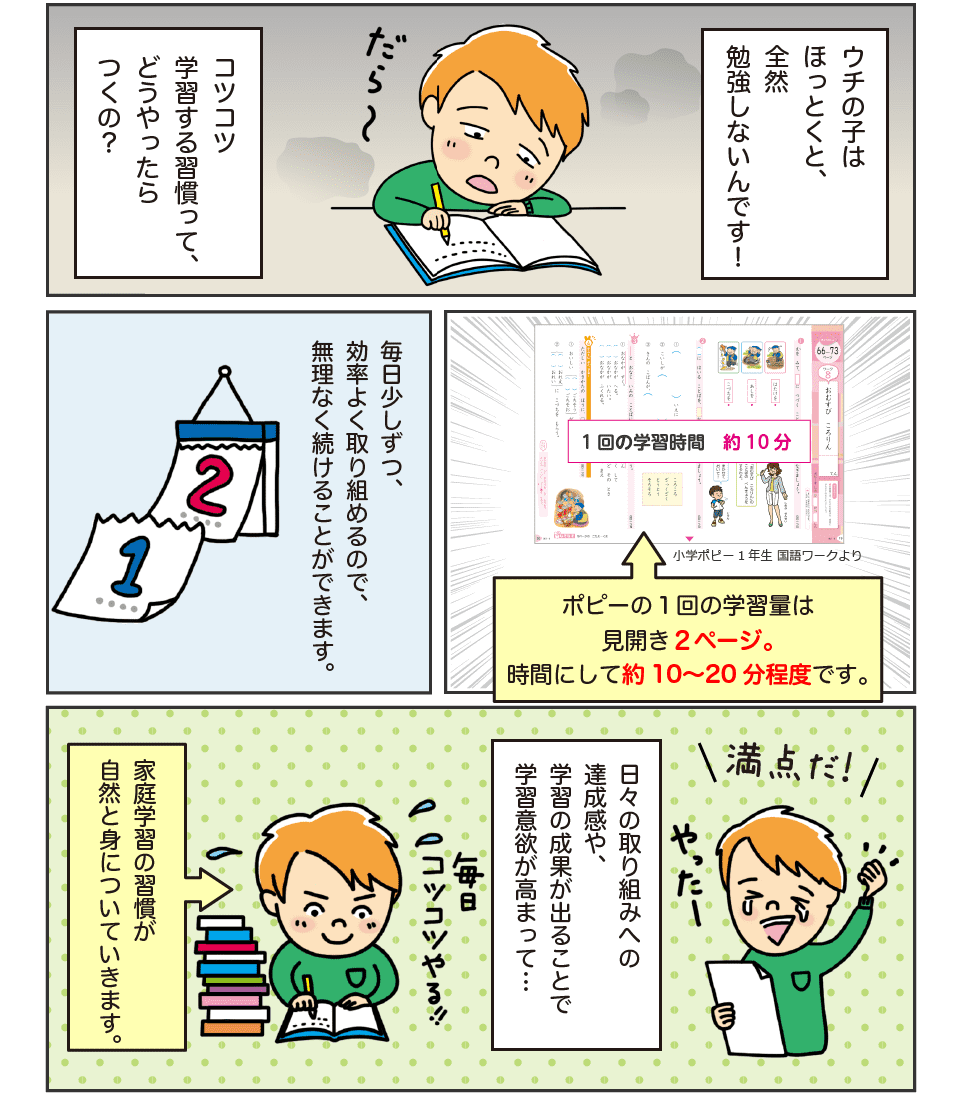 ウチの子は
ほっとくと、
全然
勉強しないんです！
だら〜
コツコツ
学習する習慣って、
どうやったら
つくの？
66〜73
ページ
おむすび ころりん
1回の学習時間 約10分
小学ポピー1年生 国語ワークより
ポピーの1回の学習量は
見開き2ページ。
時間にして約10〜20分程度です。
毎日少しずつ、
効率よく取り組めるので、
無理なく続けることができます。
1
2
満点だ！
やったー
日々の取り組みへの
達成感や、
学習の成果が出ることで
学習意欲が高まって…
毎日
コツコツやる!!
家庭学習の習慣が
自然と身についていきます。